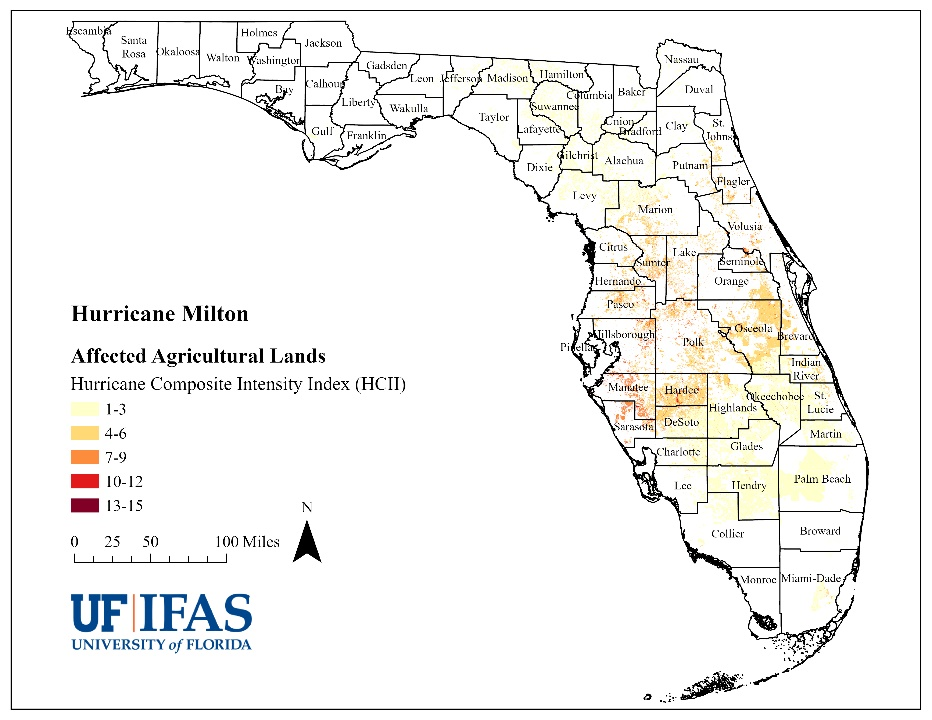 Escambia
Santa
Rosa
Okaloosa
Walton
Holmes
Washington
Jackson
Bay
Calhoun
Gulf
Gadsden
Liberty
Franklin
Leon
Wakulla
Jefferson
Madison
Taylor
Hamilton
Suwannee
Lafayette
Dixie
Columbia
Gilchrist
Baker
Union
Bradford
Alachua
Levy
Nassau
Duval
Clay
St.
Johns
Putnam
Flagler
Marion
Volusia
Citrus
Sumter
Lake
Seminole
Hernando
Orange
Pasco
Hillsborough
Pinellas
Polk
Osceola
Brevard
Indian
River
Manatee
Hardee
Highlands
Okeechobee
St.
Lucie
Sarasota
DeSoto
Martin
Charlotte
Glades
Lee
Hendry
Palm Beach
Collier
Broward
Monroe
Miami-Dade
Hurricane Milton
Affected Agricultural Lands
Hurricane Composite Intensity Index (HCII)
1-3
4-6
7-9
10-12
13-15
N
0 25 50 100 Miles
UF|IFAS
UNIVERSITY of FLORIDA